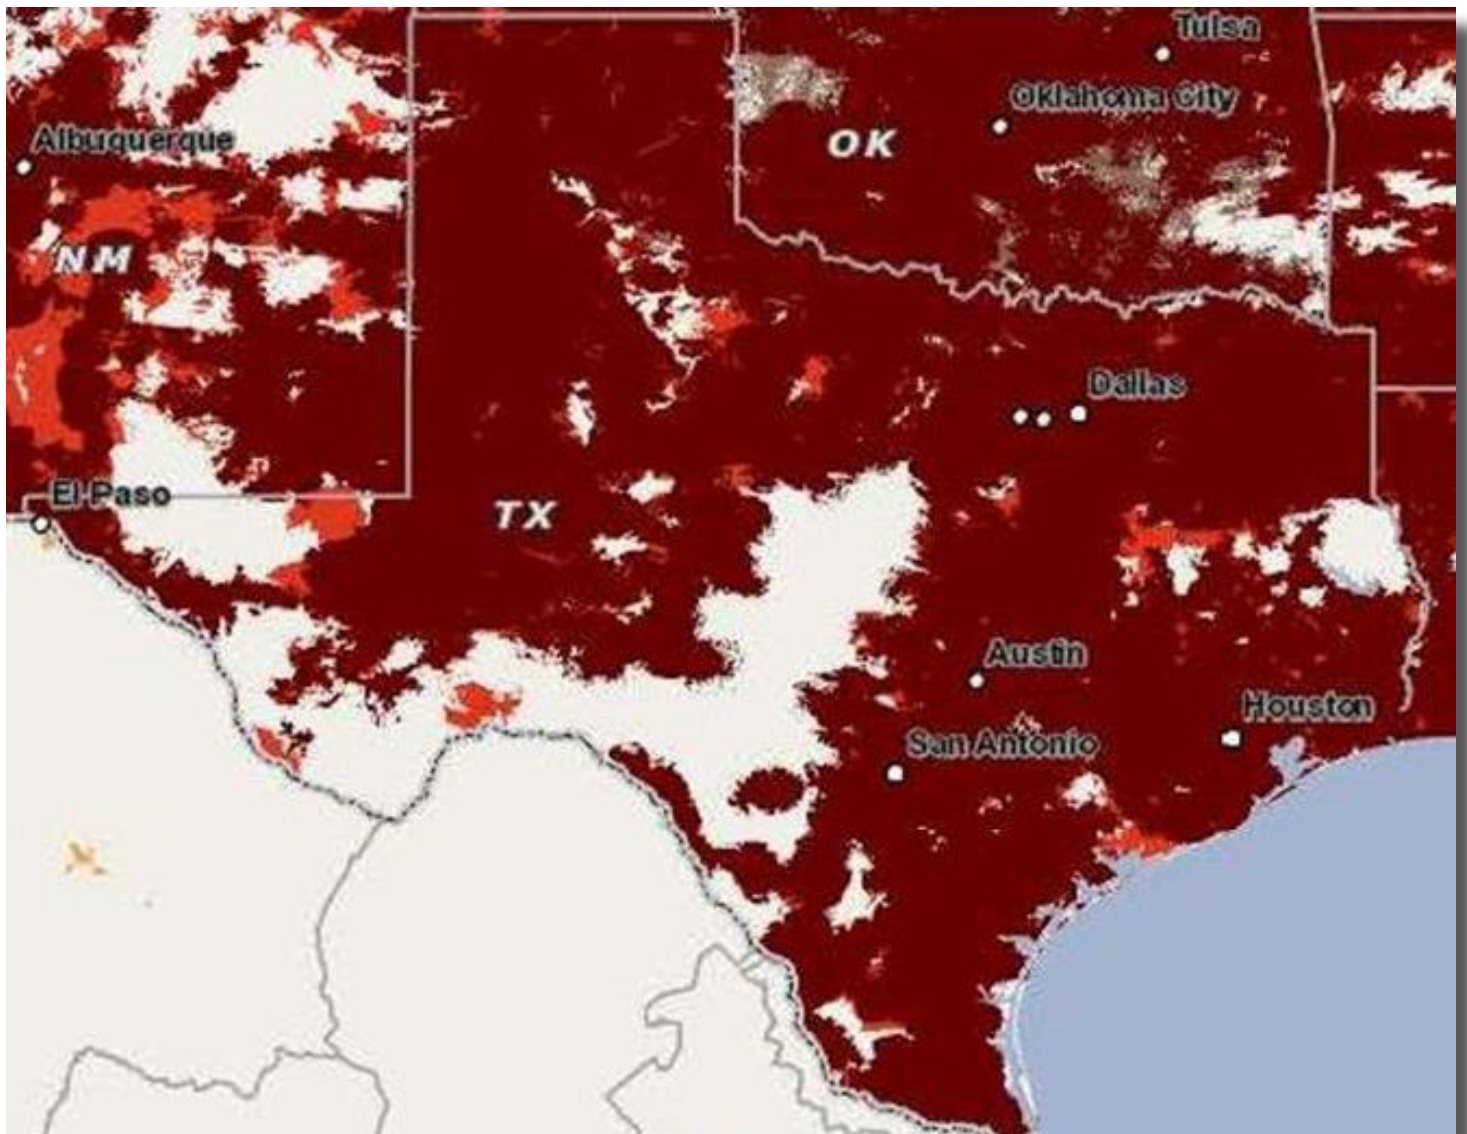 Tulsa
Oklahoma City
OK
Albuquerque
NM
Dallas
El Paso
TX
Austin
Houston
San Antonio